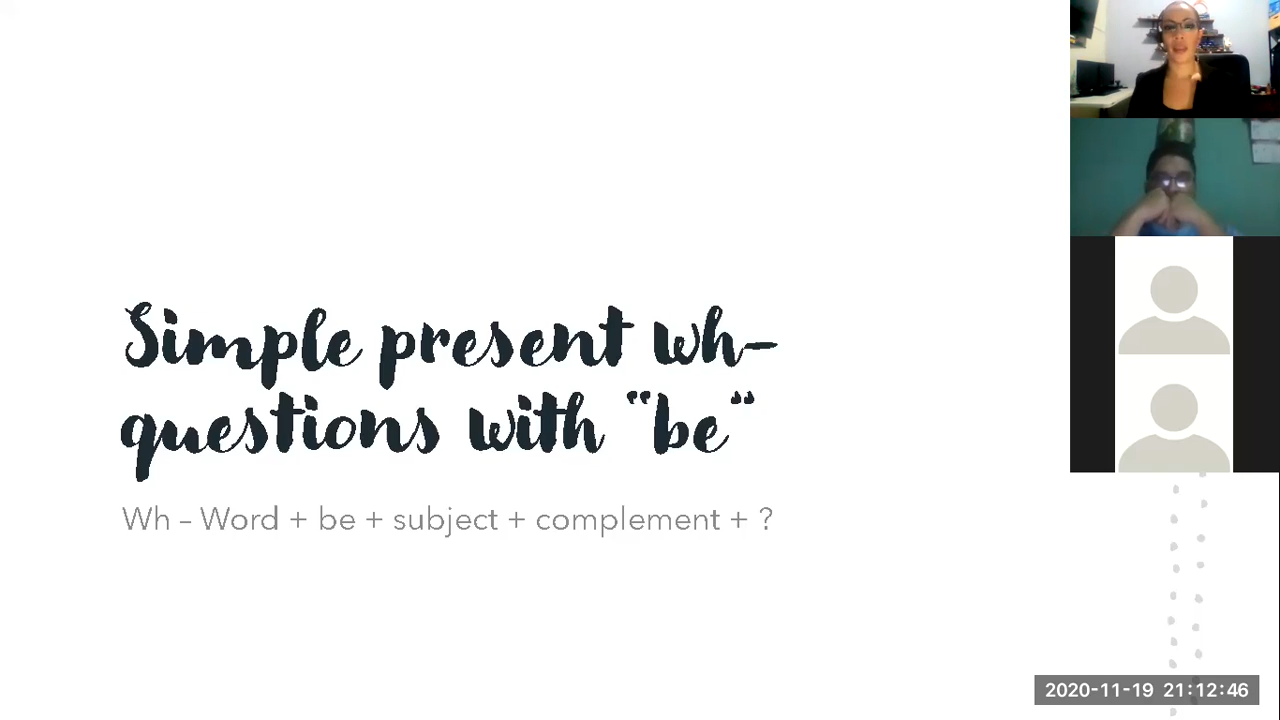 Simple present wh-
questions with “be”
Wh – Word + be + subject + complement + ?
2020-11-19 21:12:46